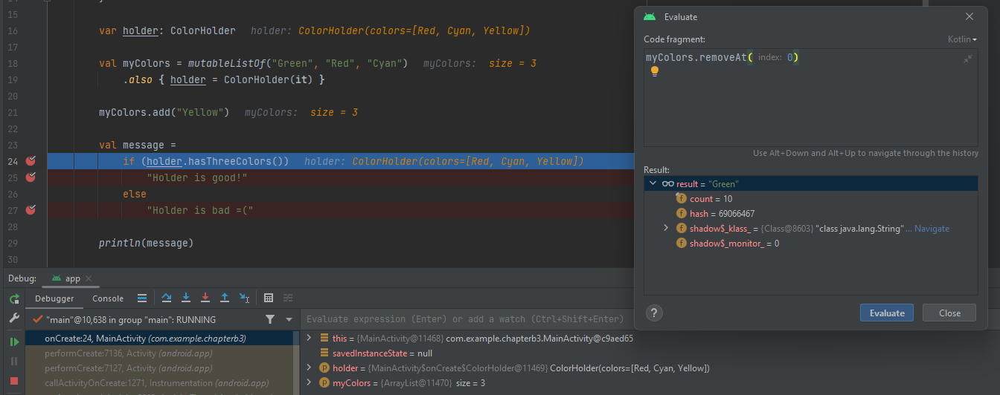 15
16 var holder: ColorHolder holder: ColorHolder(colors=[Red, Cyan, Yellow])
17
18 val myColors = mutableListOf("Green", "Red", "Cyan") myColors: size = 3
19 .also { holder = ColorHolder(it) }
20
21 myColors.add("Yellow") myColors: size = 3
22
23 val message =
24 if (holder.hasThreeColors()) holder: ColorHolder(colors=[Red, Cyan, Yellow])
25 "Holder is good!"
26 else
27 "Holder is bad =("
28
29 println(message)
30
Evaluate
Code fragment:
Kotlin
myColors.removeAt( index: 0)
Use Alt+Down and Alt+Up to navigate through the history
Result:
result = "Green"
count = 10
hash = 69066467
shadow$_klass_ = {Class@8603} "class java.lang.String" ... Navigate
shadow$_monitor_ = 0
?
Evaluate
Close
Debug:
app
Debugger
Console
"main"@10,638 in group "main": RUNNING
onCreate:24, MainActivity (com.example.chapterb3)
performCreate:7136, Activity (android.app)
performCreate:7127, Activity (android.app)
callActivityOnCreate:1271, Instrumentation (android.app)
Evaluate expression (Enter) or add a watch (Ctrl+Shift+Enter)
this = {MainActivity@11468} com.example.chapterb3.MainActivity@c9aed65
savedInstanceState = null
holder = {MainActivity$onCreate$ColorHolder@11469} ColorHolder(colors=[Red, Cyan, Yellow])
myColors = {ArrayList@11470} size = 3